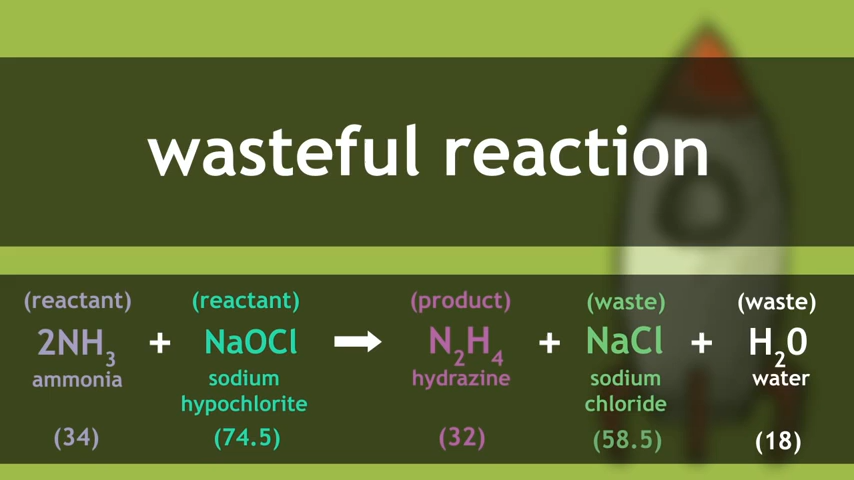 wasteful reaction
(reactant) (reactant) (product) (waste) (waste)
2NH₃ + NaOCl ➡ N₂H₄ + NaCl + H₂O
ammonia sodium hypochlorite hydrazine sodium chloride water
(34) (74.5) (32) (58.5) (18)